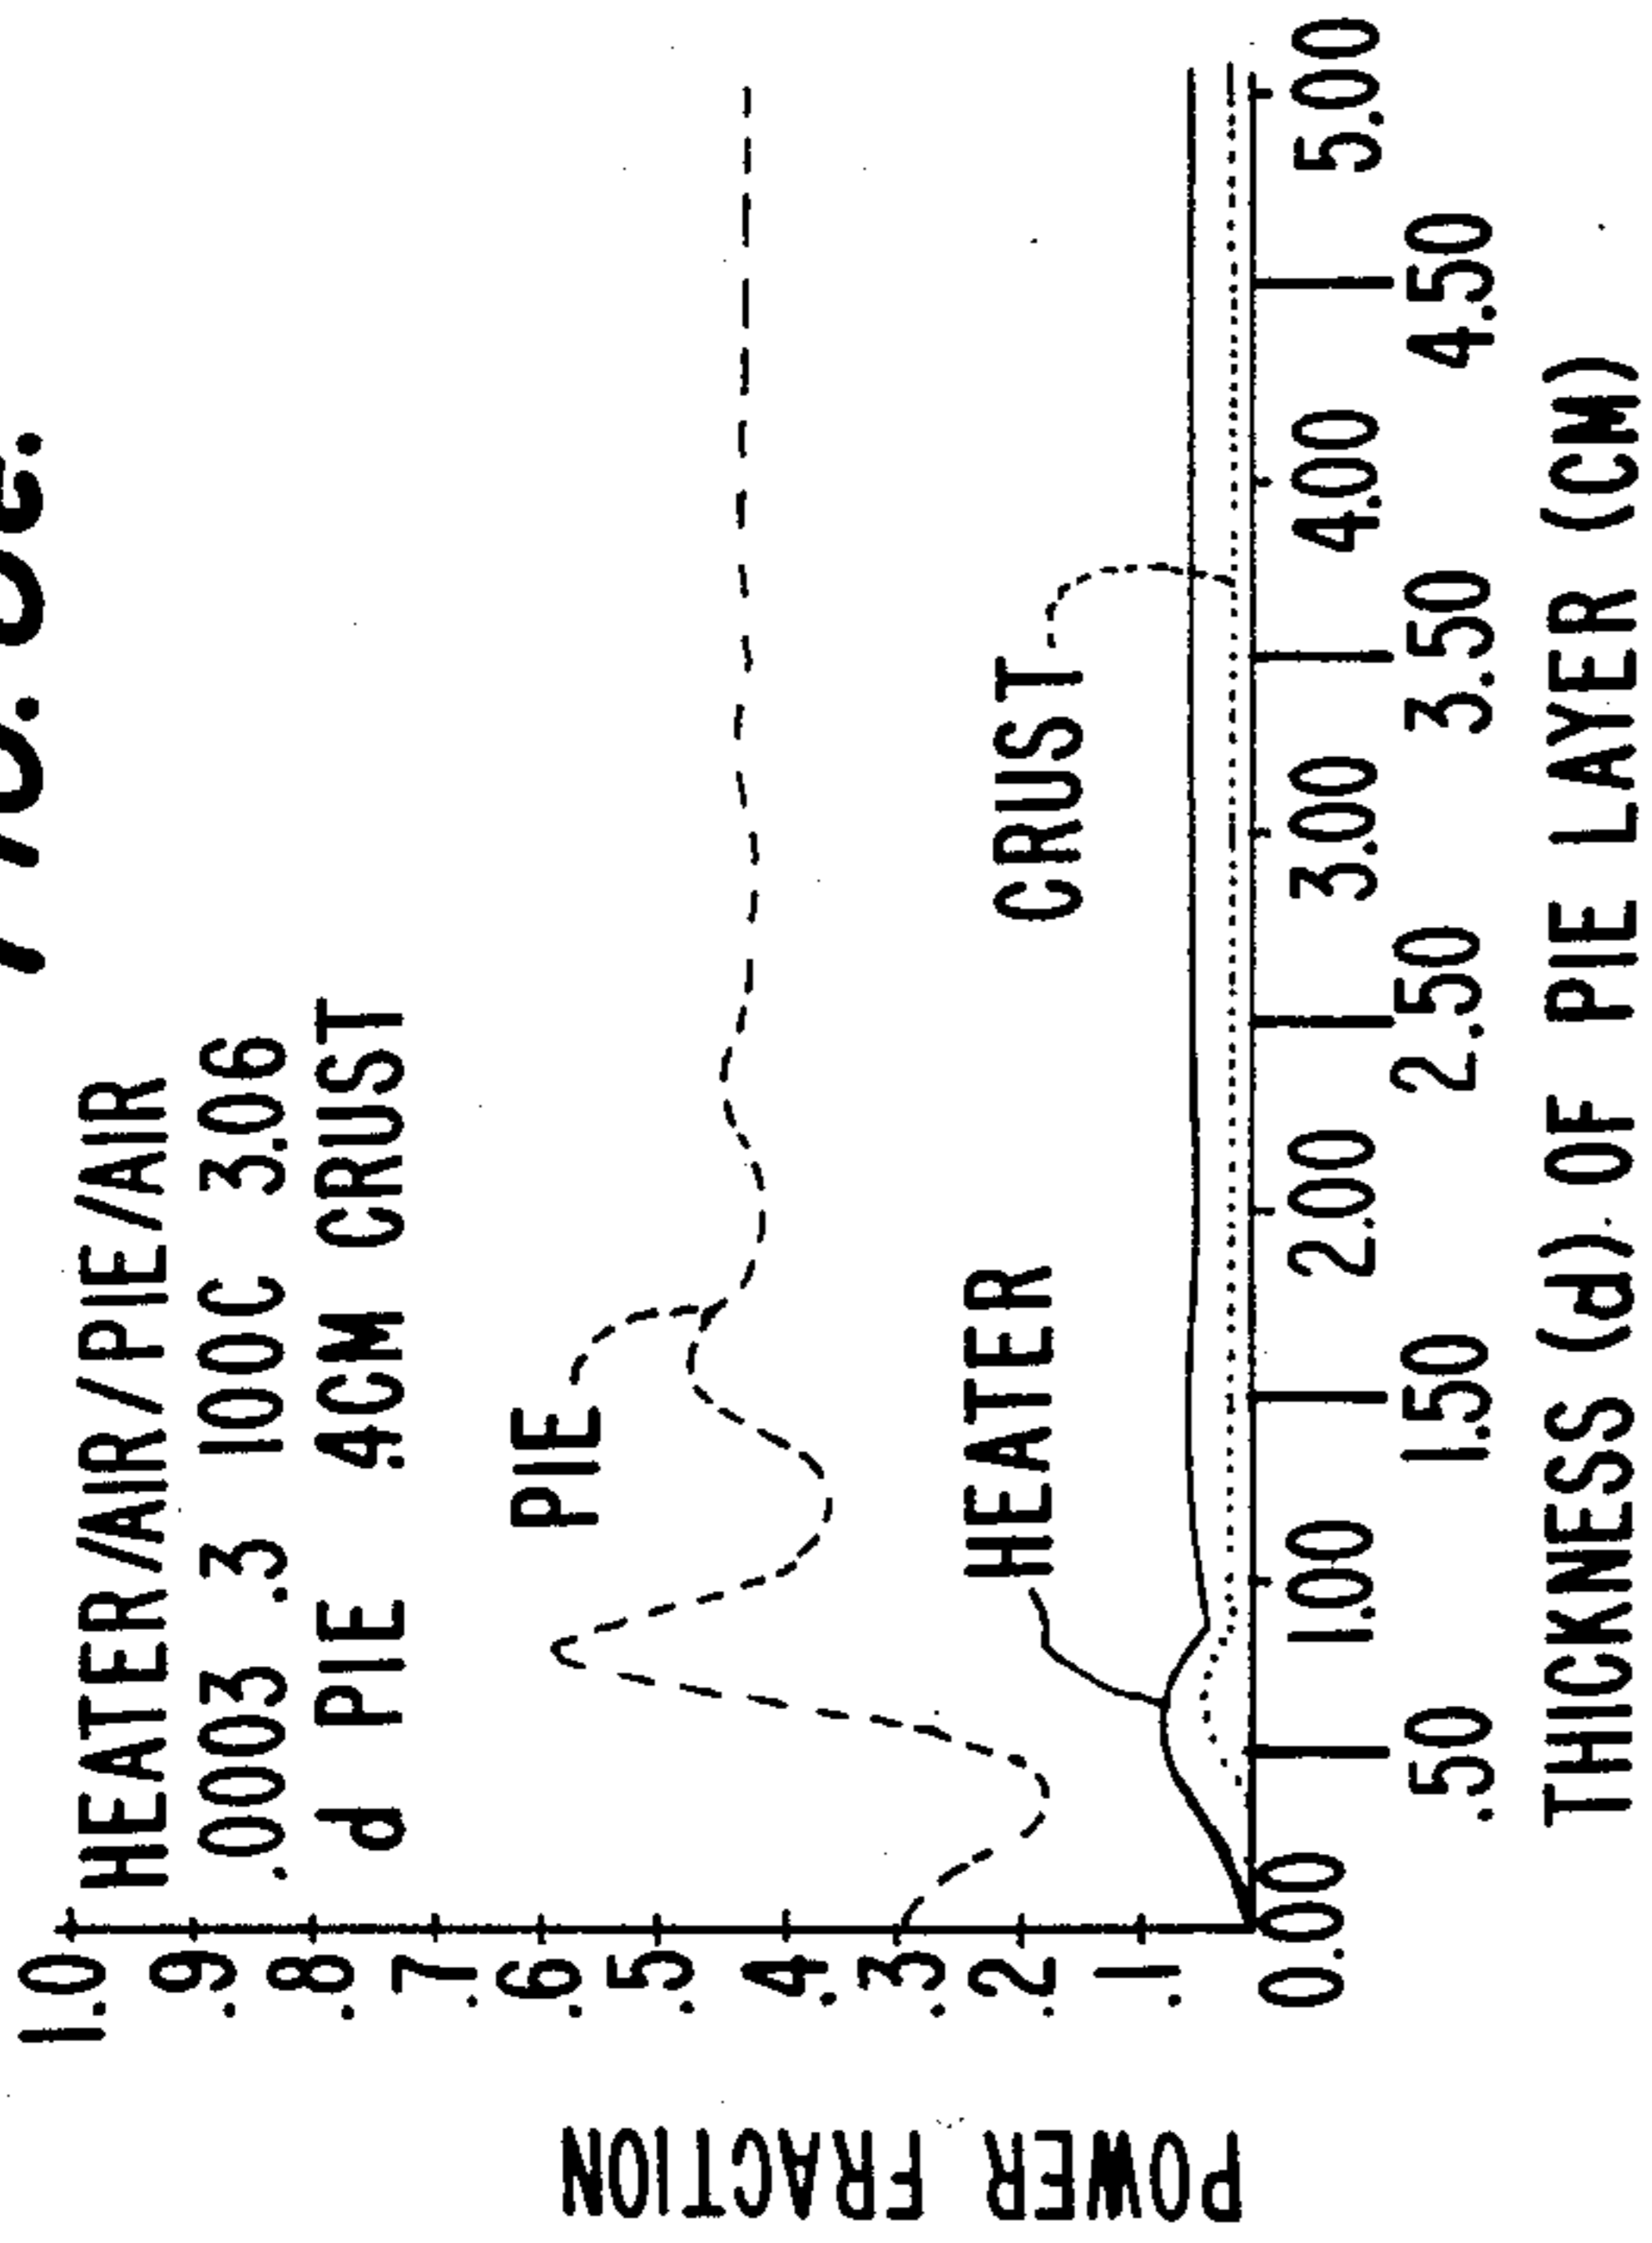 HEATER/AIR/PIE/AIR
.0003 .3 100C 3.06
d PIE .4CM CRUST
1.0
.9
.8
.7
.6
.5
.4
.3
.2
.1
0.00
PIE
HEATER
CRUST
.50
1.00
1.50
2.00
2.50
3.00
3.50
4.00
4.50
5.00
POWER FRACTION
THICKNESS (d) OF PIE LAYER (CM)